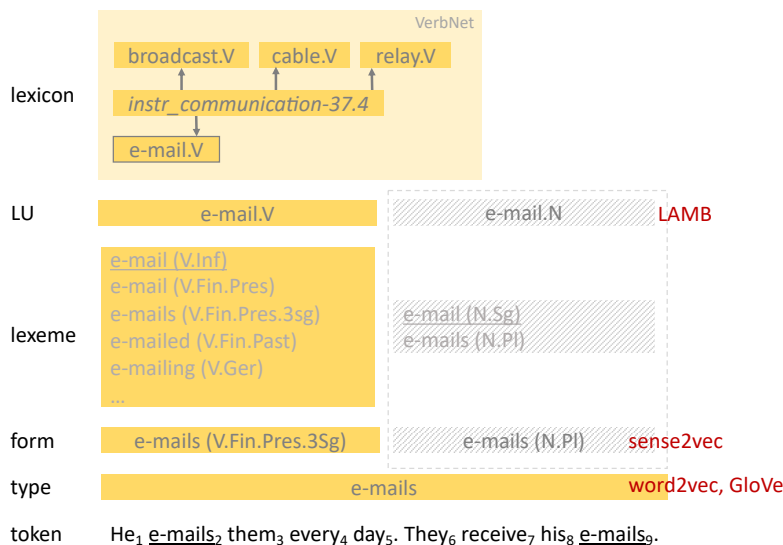 VerbNet
broadcast.V cable.V relay.V
lexicon
instr_communication-37.4
e-mail.V
LU e-mail.V e-mail.N LAMB
e-mail (V.Inf)
e-mail (V.Fin.Pres)
e-mails (V.Fin.Pres.3sg) e-mail (N.Sg)
lexeme
e-mailed (V.Fin.Past) e-mails (N.Pl)
e-mailing (V.Ger)
...
form e-mails (V.Fin.Pres.3Sg) e-mails (N.Pl) sense2vec
type e-mails word2vec, GloVe
token He₁ e-mails₂ them₃ every₄ day₅. They₆ receive₇ his₈ e-mails₉.